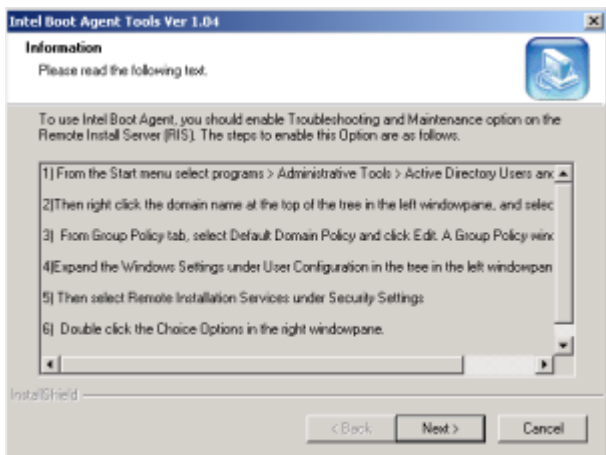 Intel Boot Agent Tools Ver 1.04
Information
Please read the following text.
To use Intel Boot Agent, you should enable Troubleshooting and Maintenance option on the
Remote Install Server (RIS). The steps to enable this Option are as follows.
1) From the Start menu select programs > Administrative Tools > Active Directory Users
2)Then right click the domain name at the top of the tree in the left windowpane, and
3) From Group Policy tab, select Default Domain Policy and click Edit. A Group Policy
4)Expand the Windows Settings under User Configuration in the tree in the left
5) Then select Remote Installation Services under Security Settings
6) Double click the Choice Options in the right windowpane.
InstallShield
< Back
Next >
Cancel